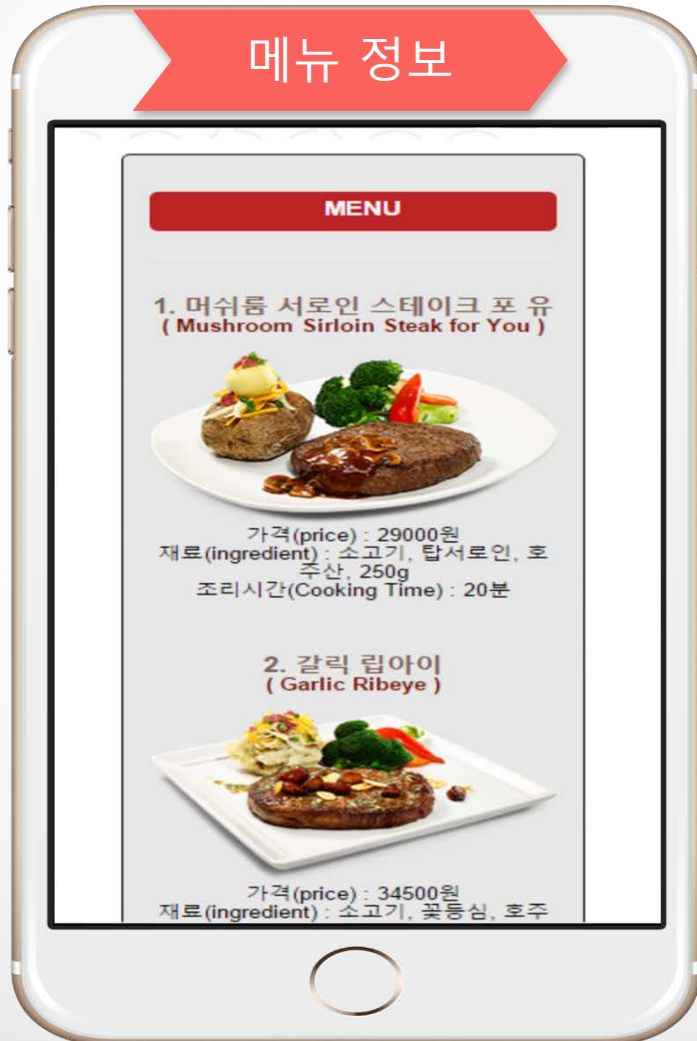 메뉴 정보
MENU
1. 머쉬룸 서로인 스테이크 포 유
( Mushroom Sirloin Steak for You )
가격(price) : 29000원
재료(ingredient) : 소고기, 탑서로인, 호
주산, 250g
조리시간(Cooking Time) : 20분
2. 갈릭 립아이
( Garlic Ribeye )
가격(price) : 34500원
재료(ingredient) : 소고기, 꽃등심, 호주